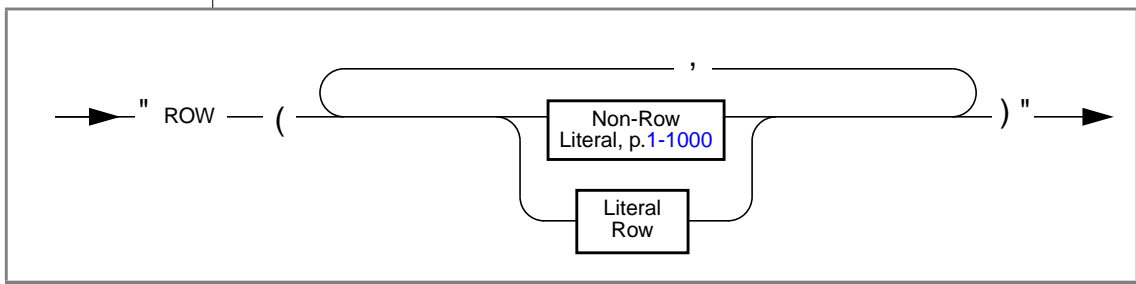 ,
" ROW ( ) "
Non-Row
Literal, p.1-1000
Literal
Row